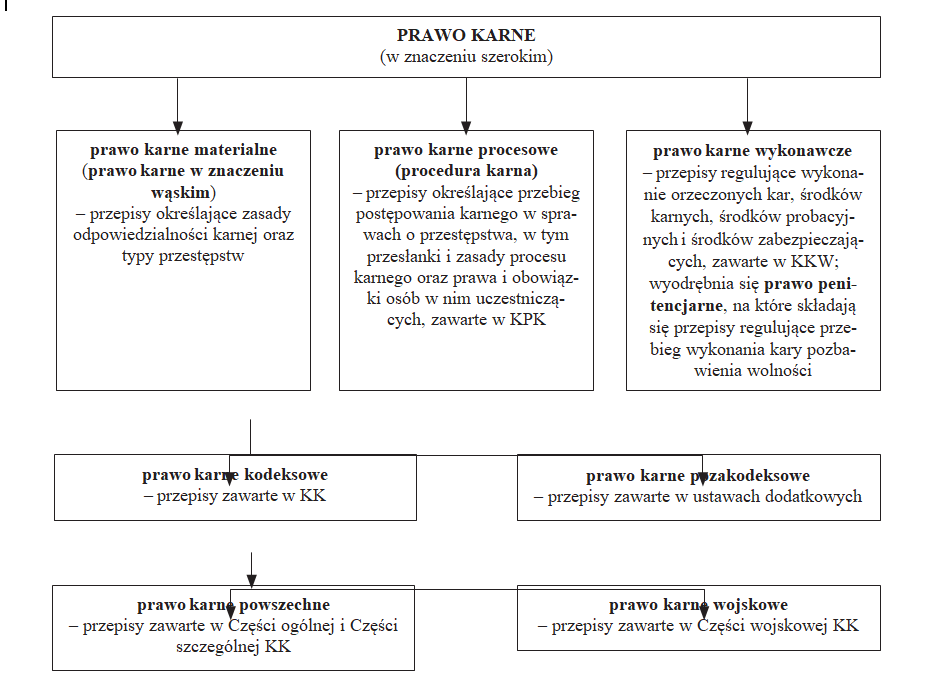 PRAWO KARNE
(w znaczeniu szerokim)
prawo karne materialne
(prawo karne w znaczeniu
wąskim)
– przepisy określające zasady
odpowiedzialności karnej oraz
typy przestępstw
prawo karne procesowe
(procedura karna)
– przepisy określające przebieg
postępowania karnego w spra-
wach o przestępstwa, w tym
przesłanki i zasady procesu
karnego oraz prawa i obowiąz-
ki osób w nim uczestniczą-
cych, zawarte w KPK
prawo karne wykonawcze
– przepisy regulujące wykona-
nie orzeczonych kar, środków
karnych, środków probacyj-
nych i środków zabezpieczają-
cych, zawarte w KKW;
wyodrębnia się prawo peni-
tencjarne, na które składają
się przepisy regulujące prze-
bieg wykonania kary pozba-
wienia wolności
prawo karne kodeksowe
– przepisy zawarte w KK
prawo karne pozakodeksowe
– przepisy zawarte w ustawach dodatkowych
prawo karne powszechne
– przepisy zawarte w Części ogólnej i Części
szczególnej KK
prawo karne wojskowe
– przepisy zawarte w Części wojskowej KK